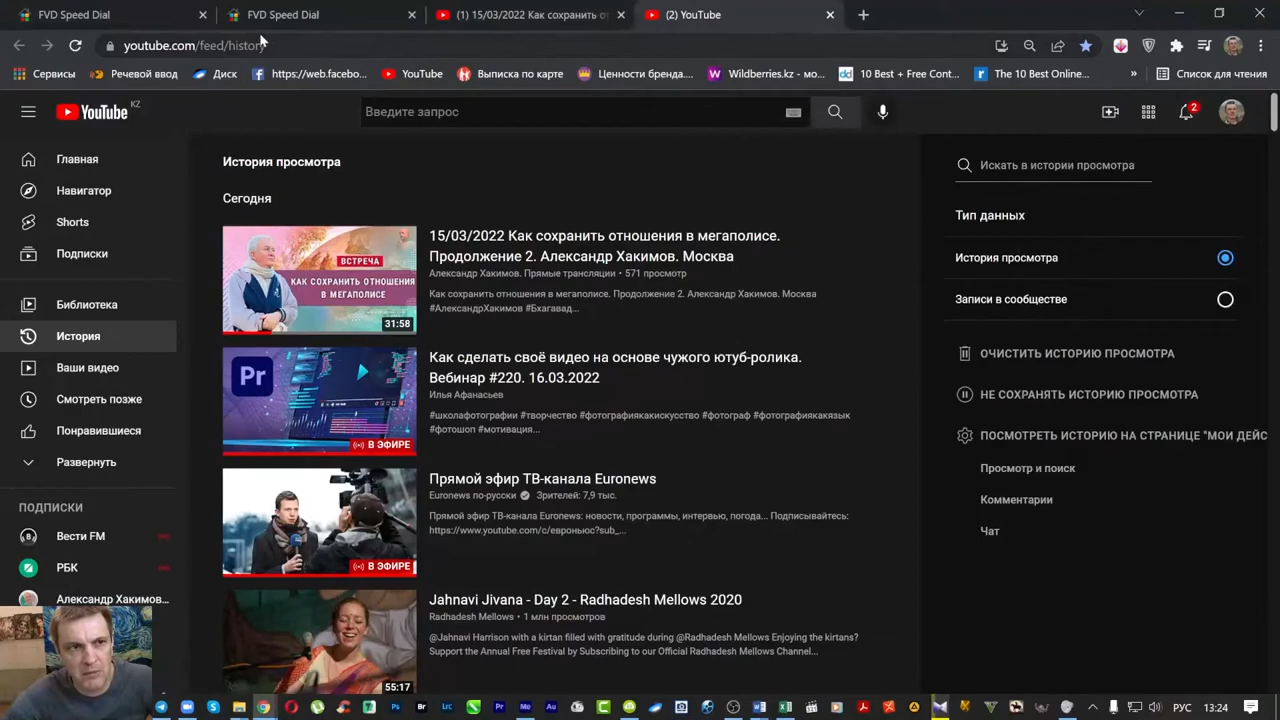 FVD Speed Dial
FVD Speed Dial
(1) 15/03/2022 Как сохранить от
(2) YouTube
youtube.com/feed/history
Сервисы
Речевой ввод
Диск
https://web.facebo...
YouTube
Выписка по карте
Ценности бренда....
Wildberries.kz - мо...
10 Best + Free Cont...
The 10 Best Online...
»
Список для чтения
YouTube KZ
Введите запрос
2
Главная
Навигатор
Shorts
Подписки
Библиотека
История
Ваши видео
Смотреть позже
Понравившиеся
Развернуть
ПОДПИСКИ
Вести FM
РБК
Александр Хакимов...
История просмотра
Сегодня
ВСТРЕЧА
КАК СОХРАНИТЬ ОТНОШЕНИЯ
В МЕГАПОЛИСЕ
31:58
15/03/2022 Как сохранить отношения в мегаполисе.
Продолжение 2. Александр Хакимов. Москва
Александр Хакимов. Прямые трансляции • 571 просмотр
Как сохранить отношения в мегаполисе. Продолжение 2. Александр Хакимов. Москва
#АлександрХакимов #Бхагавад...
Pr
В ЭФИРЕ
Как сделать своё видео на основе чужого ютуб-ролика.
Вебинар #220. 16.03.2022
Илья Афанасьев
#школафотографии #творчество #фотографиякакискусство #фотограф #фотографиякаязык
#фотошоп #мотивация...
В ЭФИРЕ
Прямой эфир ТВ-канала Euronews
Euronews по-русски Зрителей: 7,9 тыс.
Прямой эфир ТВ-канала Euronews: новости, программы, интервью, погода... Подписывайтесь:
https://www.youtube.com/c/евроньюс?sub_...
55:17
Jahnavi Jivana - Day 2 - Radhadesh Mellows 2020
Radhadesh Mellows • 1 млн просмотров
@Jahnavi Harrison with a kirtan filled with gratitude during @Radhadesh Mellows Enjoying the kirtans?
Support the Annual Free Festival by Subscribing to our Official Radhadesh Mellows Channel...
Искать в истории просмотра
Тип данных
История просмотра
Записи в сообществе
ОЧИСТИТЬ ИСТОРИЮ ПРОСМОТРА
НЕ СОХРАНЯТЬ ИСТОРИЮ ПРОСМОТРА
ПОСМОТРЕТЬ ИСТОРИЮ НА СТРАНИЦЕ "МОИ ДЕЙС
Просмотр и поиск
Комментарии
Чат
Ps
Br
Lrc
Pr
Me
Au
РУС
13:24